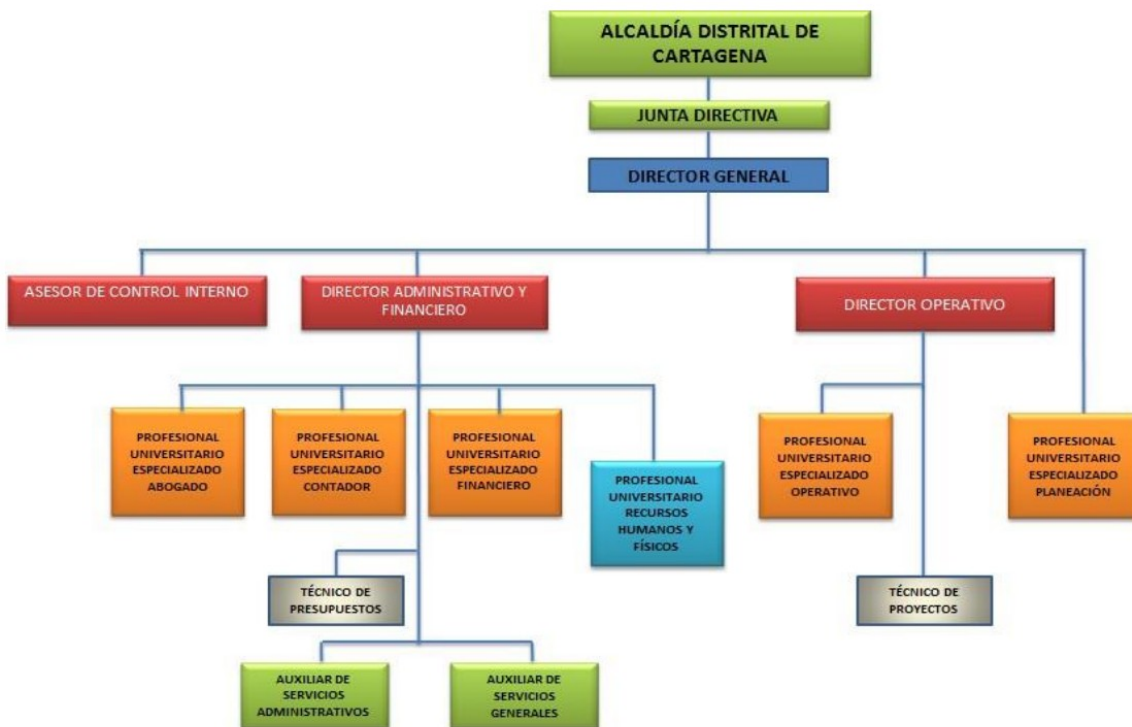 ALCALDÍA DISTRITAL DE
CARTAGENA
JUNTA DIRECTIVA
DIRECTOR GENERAL
ASESOR DE CONTROL INTERNO
DIRECTOR ADMINISTRATIVO Y
FINANCIERO
DIRECTOR OPERATIVO
PROFESIONAL
UNIVERSITARIO
ESPECIALIZADO
ABOGADO
PROFESIONAL
UNIVERSITARIO
ESPECIALIZADO
CONTADOR
PROFESIONAL
UNIVERSITARIO
ESPECIALIZADO
FINANCIERO
PROFESIONAL
UNIVERSITARIO
RECURSOS
HUMANOS Y
FÍSICOS
PROFESIONAL
UNIVERSITARIO
ESPECIALIZADO
OPERATIVO
PROFESIONAL
UNIVERSITARIO
ESPECIALIZADO
PLANEACIÓN
TÉCNICO DE
PRESUPUESTOS
TÉCNICO DE
PROYECTOS
AUXILIAR DE
SERVICIOS
ADMINISTRATIVOS
AUXILIAR DE
SERVICIOS
GENERALES